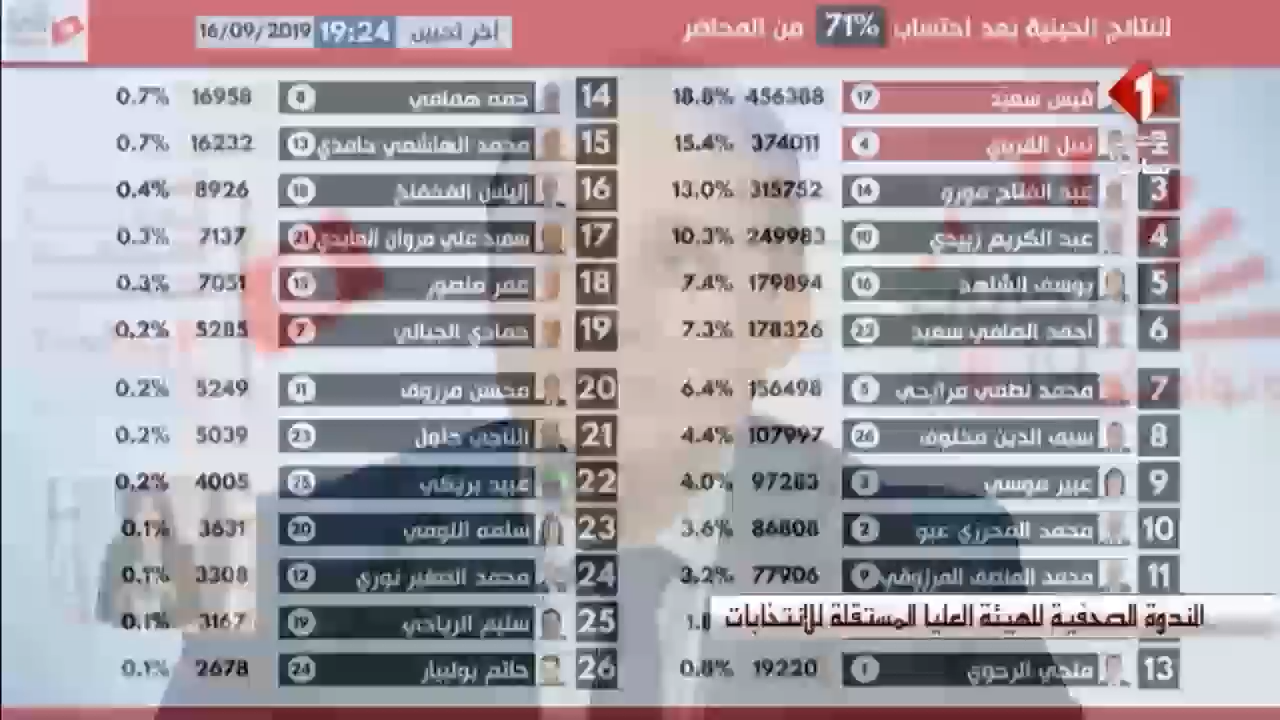 النتائج الحينية بعد احتساب 71% من المحاضر
آخر تحيين 19:24 16/09/2019
1
قيس سعيد 17 456388 18.8%
2 نبيل القروي 4 374011 15.4%
3 عبد الفتاح مورو 14 315752 13.0%
4 عبد الكريم زبيدي 10 249983 10.3%
5 يوسف الشاهد 16 179894 7.4%
6 أحمد الصافي سعيد 178326 7.3%
7 محمد لطفي مرايحي 5 156498 6.4%
8 سيف الدين مخلوف 26 107997 4.4%
9 عبير موسي 3 97283 4.0%
10 محمد المحرزي عبو 2 86808 3.6%
11 محمد المنصف المرزوقي 9 77906 3.2%
الندوة الصحفية للهيئة العليا المستقلة للانتخابات
13 منجي الرحوي 1 19220 0.8%
14 حمه همامي 8 16958 0.7%
15 محمد الهاشمي حامدي 13 16232 0.7%
16 إلياس الفخفاخ 18 8926 0.4%
17 سعيد علي مروان العايدي 21 7137 0.3%
18 عمر منصور 15 7051 0.3%
19 حمادي الجبالي 7 5285 0.2%
20 محسن مرزوق 11 5249 0.2%
21 الناجي جلول 23 5039 0.2%
22 عبيد بريكي 25 4005 0.2%
23 سلمه اللومي 20 3631 0.1%
24 محمد الصغير نوري 12 3308 0.1%
25 سليم الرياحي 19 3167 0.1%
26 حاتم بولبيار 24 2678 0.1%